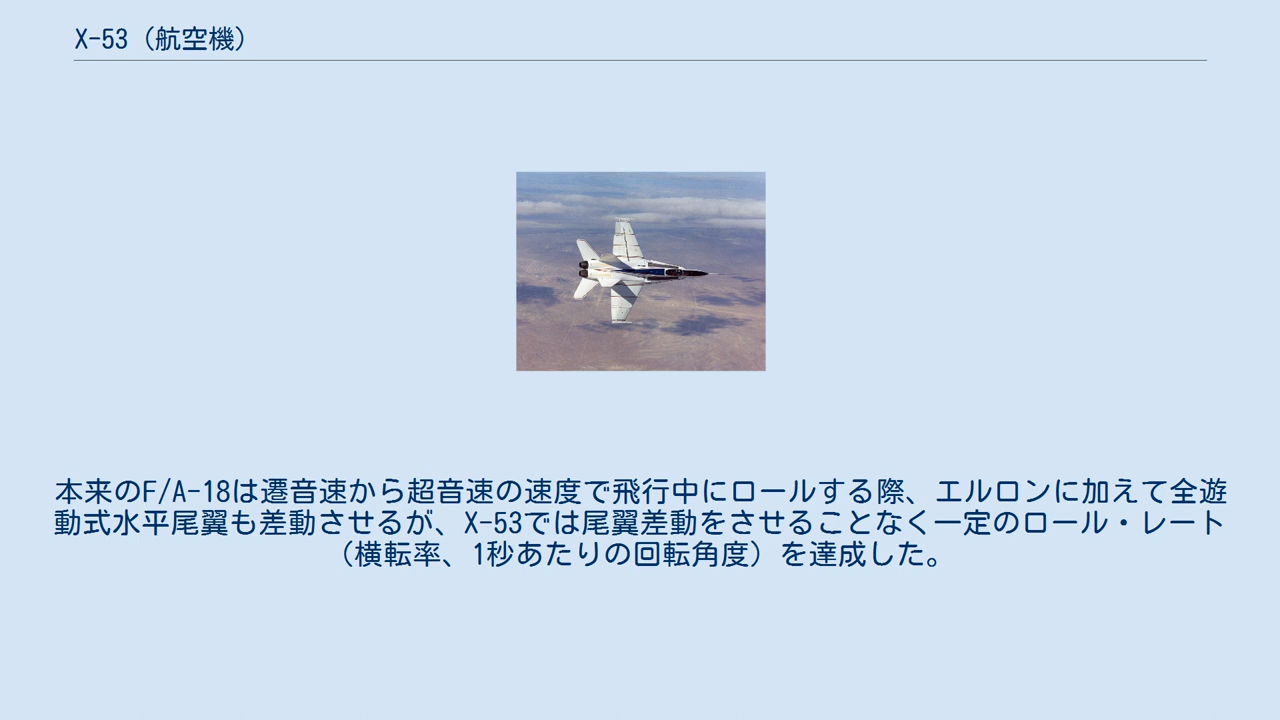 X-53（航空機）
本来のF/A-18は遷音速から超音速の速度で飛行中にロールする際、エルロンに加えて全遊
動式水平尾翼も差動させるが、X-53では尾翼差動をさせることなく一定のロール・レート
（横転率、1秒あたりの回転角度）を達成した。